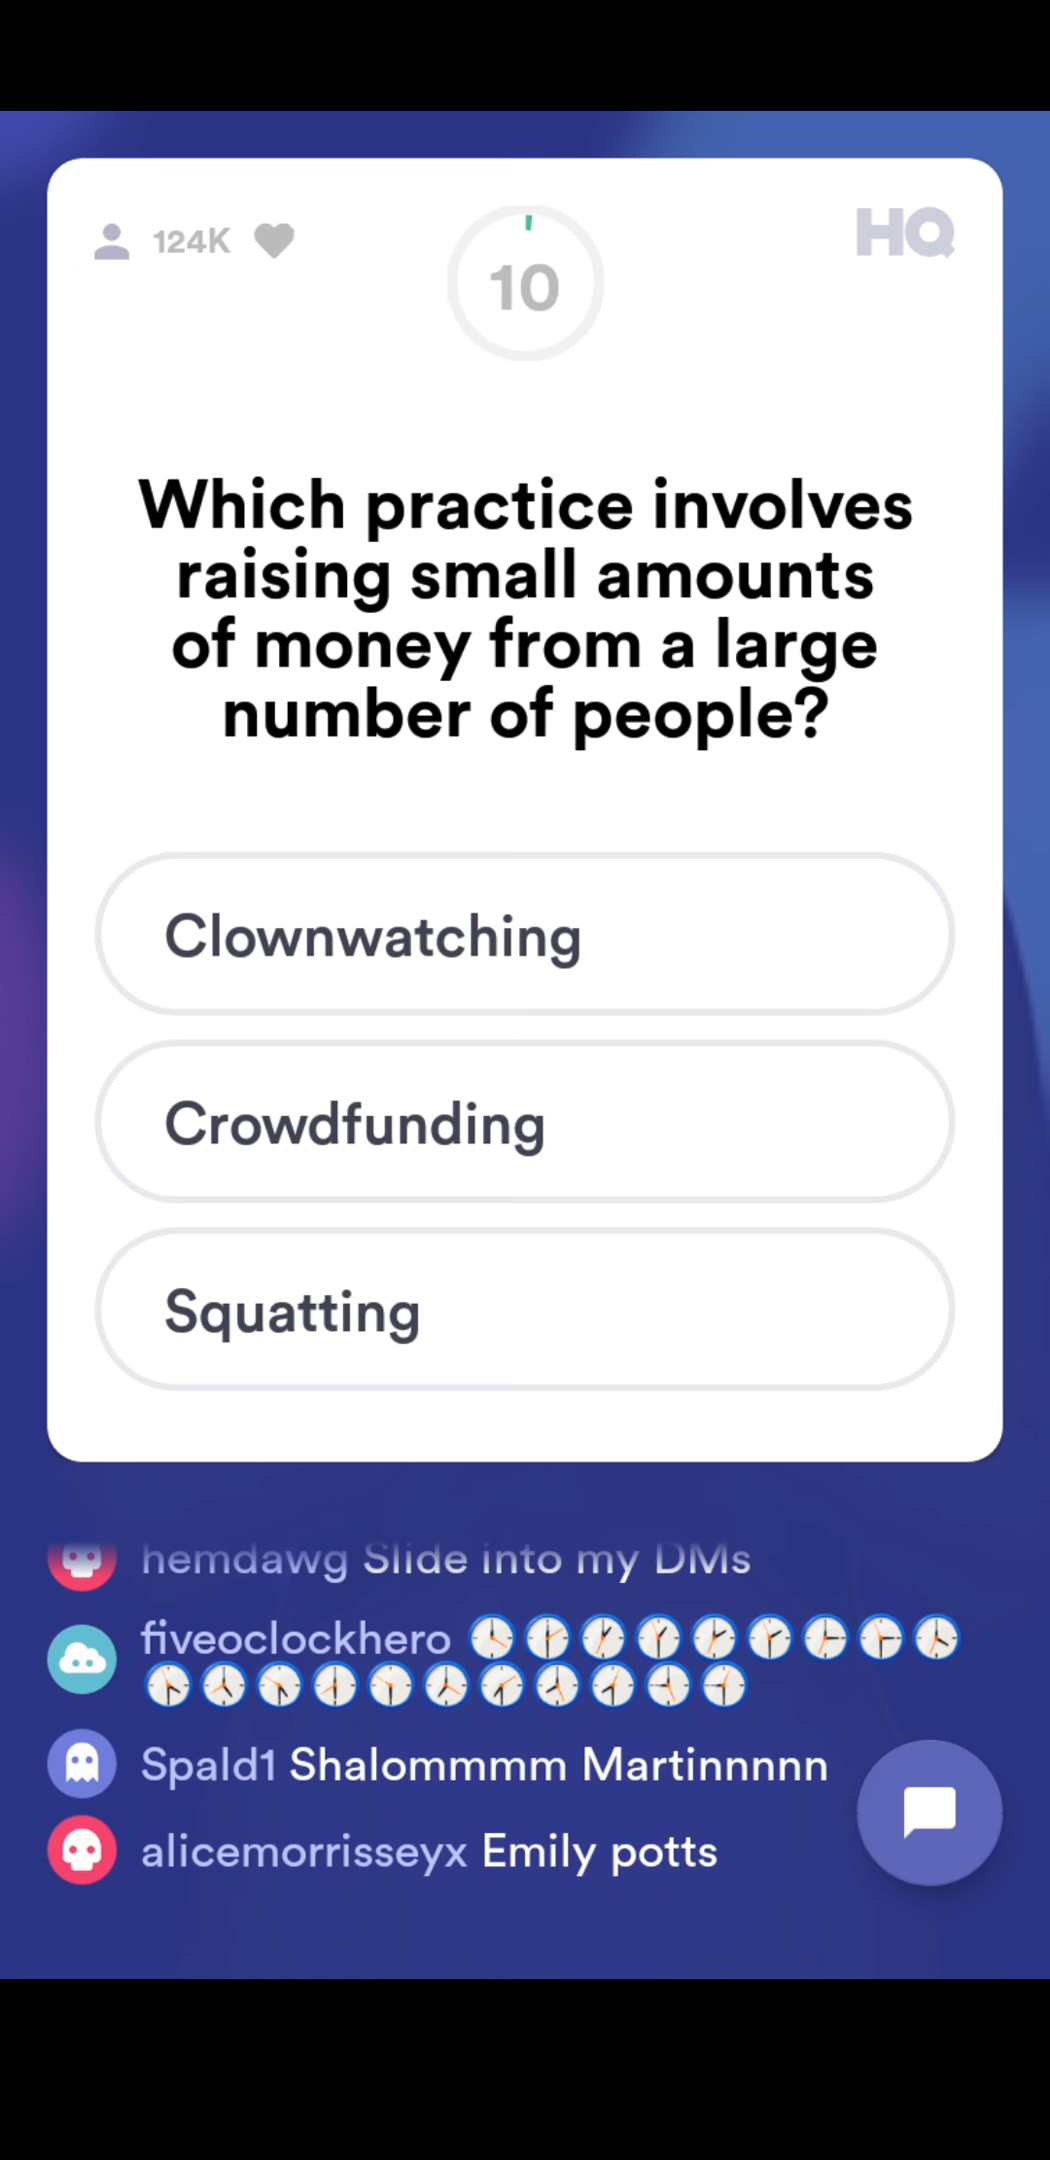 124K
HQ
10
Which practice involves
raising small amounts
of money from a large
number of people?
Clownwatching
Crowdfunding
Squatting
hemdawg Slide into my DMs
fiveoclockhero
Spald1 Shalommmm Martinnnnn
alicemorrisseyx Emily potts